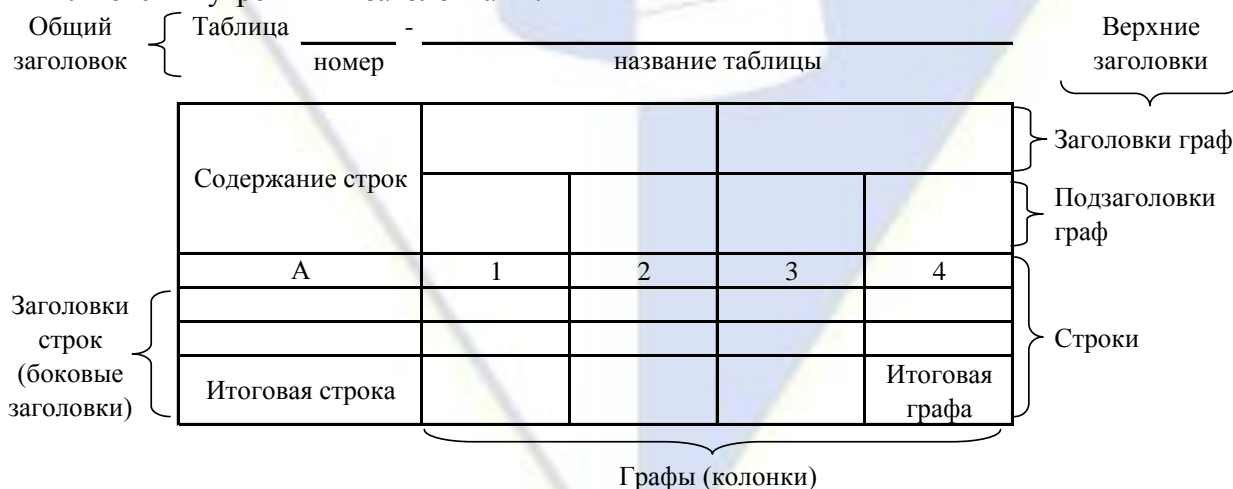 Общий
заголовок
Таблица -
номер
название таблицы
Верхние
заголовки
Содержание строк
Заголовки граф
Подзаголовки
граф
А 1 2 3 4
Заголовки
строк
(боковые
заголовки)
Строки
Итоговая строка
Итоговая
графа
Графы (колонки)